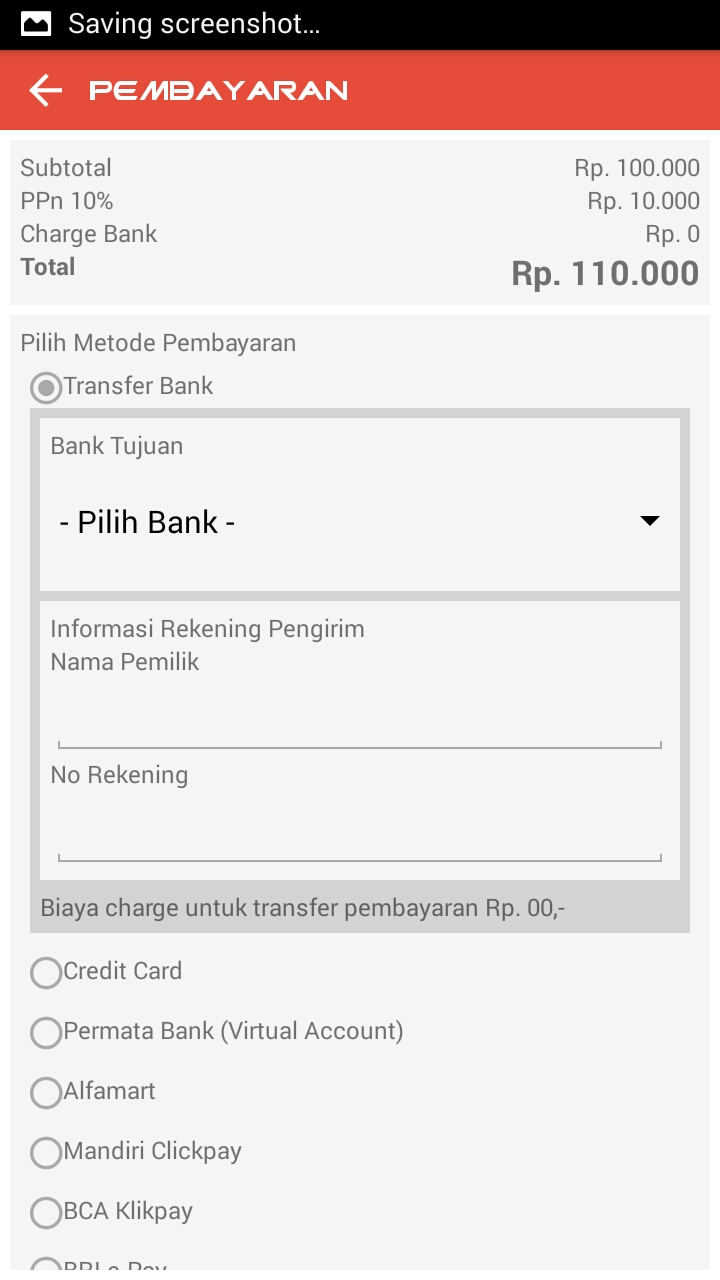 Saving screenshot...
PEMBAYARAN
Subtotal Rp. 100.000
PPn 10% Rp. 10.000
Charge Bank Rp. 0
Total Rp. 110.000
Pilih Metode Pembayaran
Transfer Bank
Bank Tujuan
- Pilih Bank -
Informasi Rekening Pengirim
Nama Pemilik
No Rekening
Biaya charge untuk transfer pembayaran Rp. 00,-
Credit Card
Permata Bank (Virtual Account)
Alfamart
Mandiri Clickpay
BCA Klikpay